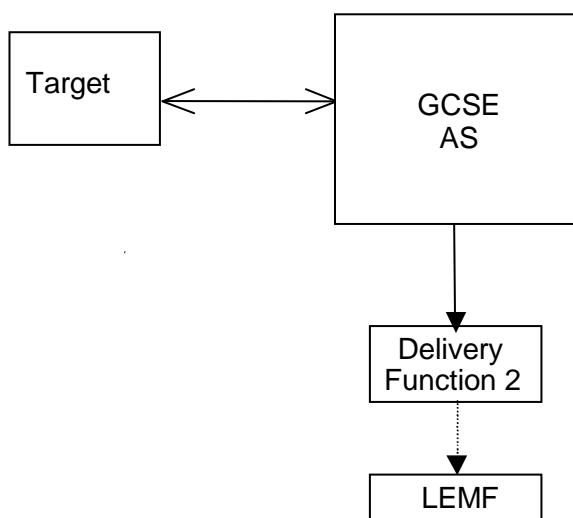 Target
GCSE
AS
Delivery
Function 2
LEMF